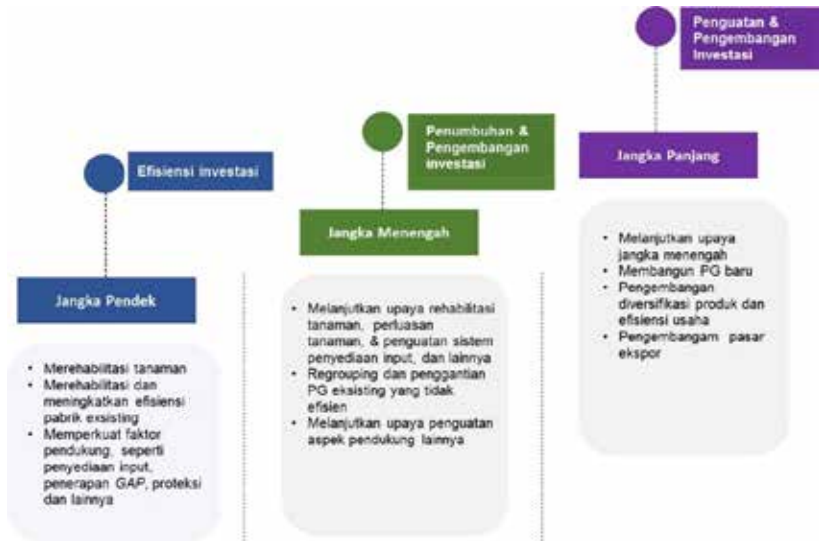 Efisiensi investasi
Jangka Pendek
• Merehabilitasi tanaman
• Merehabilitasi dan
meningkatkan efisiensi
pabrik exsisting
• Memperkuat faktor
pendukung, seperti
penyediaan input,
penerapan GAP, proteksi
dan lainnya
Penumbuhan &
Pengembangan
investasi
Jangka Menengah
• Melanjutkan upaya rehabilitasi
tanaman, perluasan
tanaman, & penguatan sistem
penyediaan input, dan lainnya
• Regrouping dan penggantian
PG eksisting yang tidak
efisien
• Melanjutkan upaya penguatan
aspek pendukung lainnya
Penguatan &
Pengembangan
Investasi
Jangka Panjang
• Melanjutkan upaya
jangka menengah
• Membangun PG baru
• Pengembangan
diversifikasi produk dan
efisiensi usaha
• Pengembangam pasar
ekspor